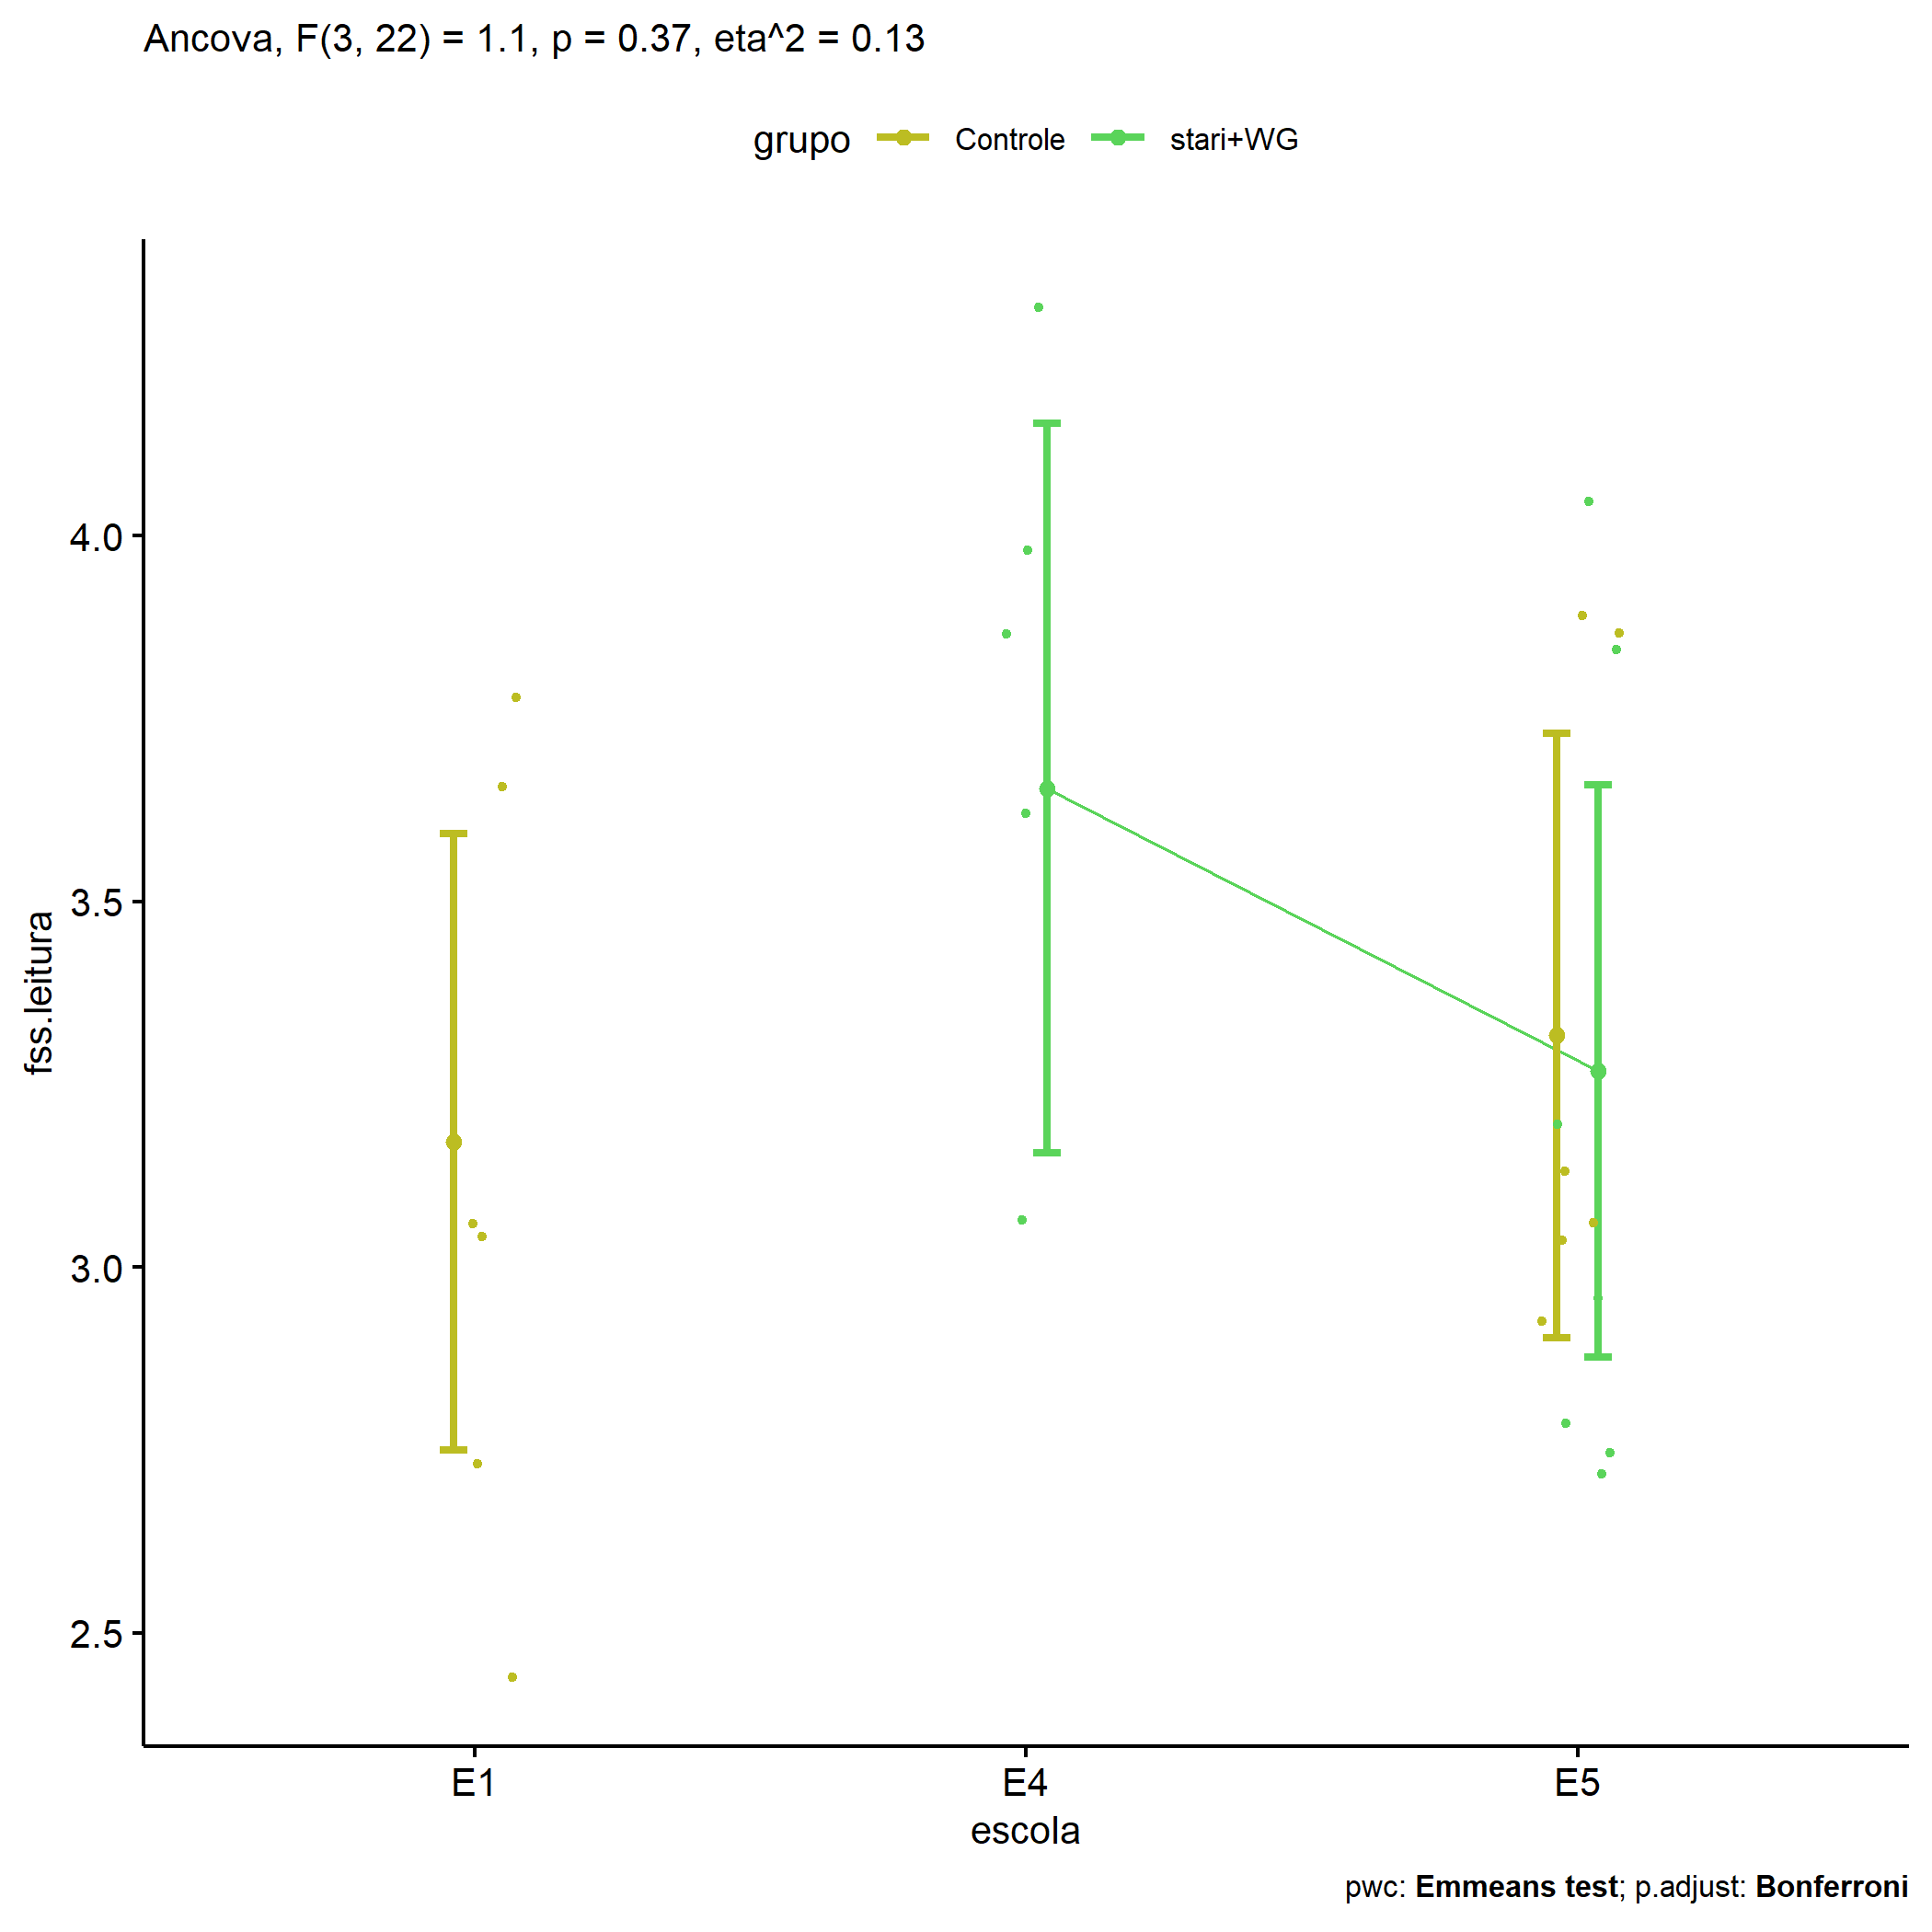 Ancova, F(3, 22) = 1.1, p = 0.37, eta^2 = 0.13
grupo Controle stari+WG
4.0
3.5
3.0
2.5
fss.leitura
E1 E4 E5
escola
pwc: Emmeans test; p.adjust: Bonferroni